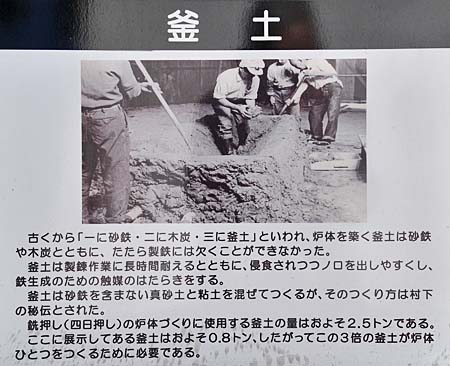 釜土
古くから「一に砂鉄・二に木炭・三に釜土」といわれ、炉体を築く釜土は砂鉄
や木炭とともに、たたら製鉄には欠くことができなかった。
釜土は製錬作業に長時間耐えるとともに、侵食されつつノロを出しやすくし、
鉄生成のための触媒のはたらきをする。
釜土は砂鉄を含まない真砂土と粘土を混ぜてつくるが、そのつくり方は村下
の秘伝とされた。
銑押し(四日押し)の炉体づくりに使用する釜土の量はおよそ2.5トンである。
ここに展示してある釜土はおよそ0.8トン、したがってこの3倍の釜土が炉体
ひとつをつくるために必要である。